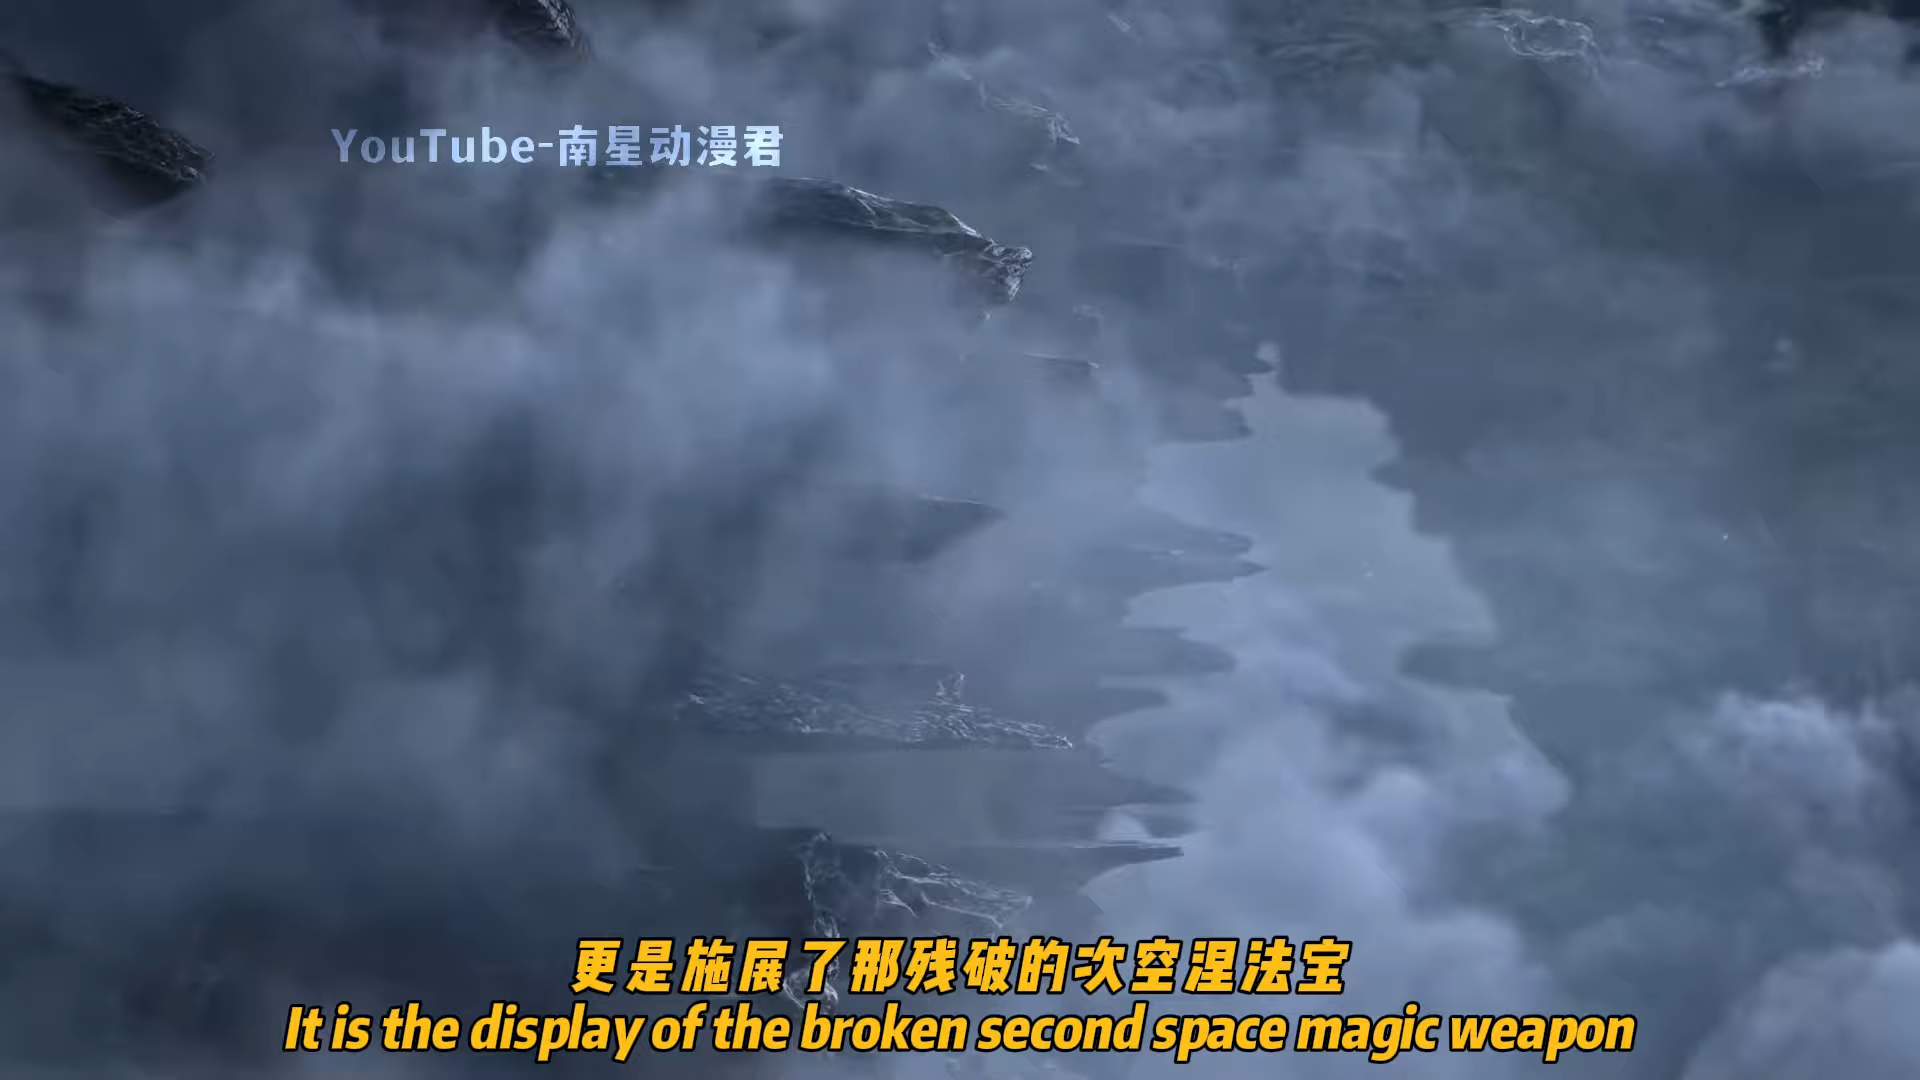 YouTube-南星动漫君
更是施展了那残破的次空涅法宝
It is the display of the broken second space magic weapon